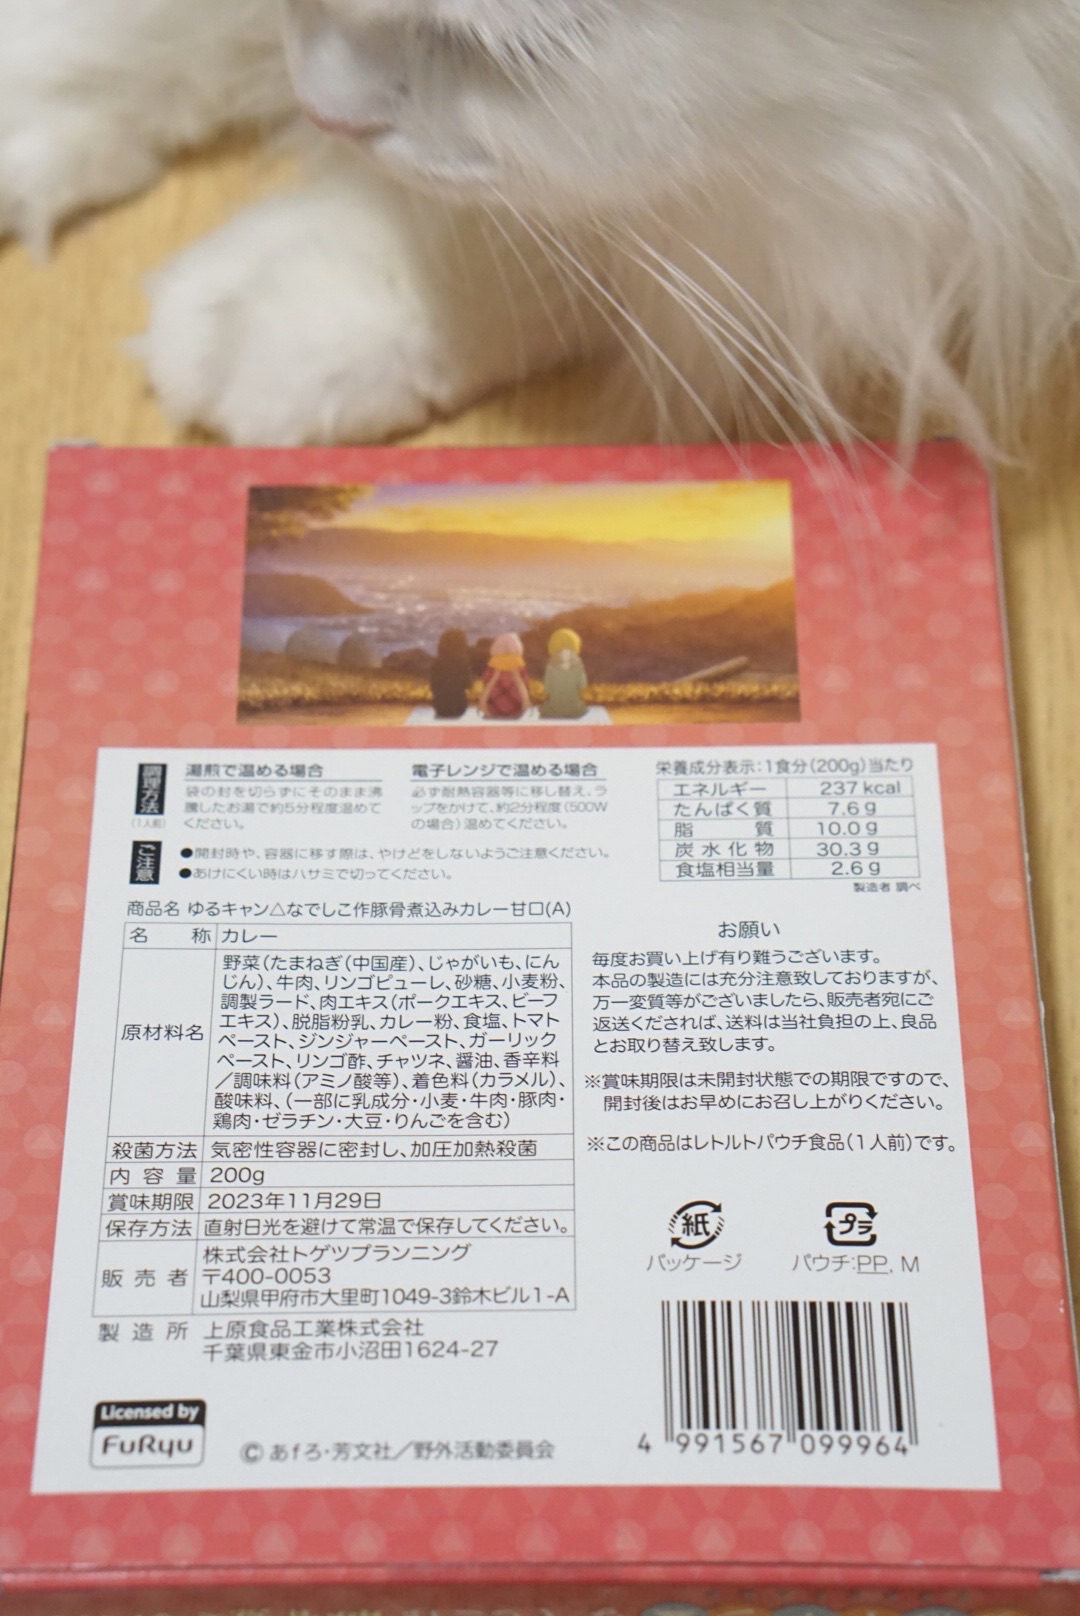 調理方法
(1人前)
湯煎で温める場合
袋の封を切らずにそのまま沸
騰したお湯で約5分程度温めて
ください。
電子レンジで温める場合
必ず耐熱容器等に移し替え、ラ
ップをかけて、約2分程度(500W
の場合)温めてください。
ご注意
●開封時や、容器に移す際は、やけどをしないようご注意ください。
●あけにくい時はハサミで切ってください。
栄養成分表示:1食分(200g)当たり
エネルギー 237 kcal
たんぱく質 7.6 g
脂質 10.0 g
炭水化物 30.3 g
食塩相当量 2.6 g
製造者 調べ
商品名 ゆるキャン△なでしこ作豚骨煮込みカレー甘口(A)
名称 カレー
原材料名
野菜(たまねぎ(中国産)、じゃがいも、にん
じん)、牛肉、リンゴピューレ、砂糖、小麦粉、
調製ラード、肉エキス(ポークエキス、ビーフ
エキス)、脱脂粉乳、カレー粉、食塩、トマト
ペースト、ジンジャーペースト、ガーリック
ペースト、リンゴ酢、チャツネ、醤油、香辛料
/調味料(アミノ酸等)、着色料(カラメル)、
酸味料、(一部に乳成分・小麦・牛肉・豚肉・
鶏肉・ゼラチン・大豆・りんごを含む)
殺菌方法 気密性容器に密封し、加圧加熱殺菌
内容量 200g
賞味期限 2023年11月29日
保存方法 直射日光を避けて常温で保存してください。
販売者
株式会社トゲツプランニング
〒400-0053
山梨県甲府市大里町1049-3鈴木ビル1-A
製造所 上原食品工業株式会社
千葉県東金市小沼田1624-27
お願い
毎度お買い上げ有り難うございます。
本品の製造には充分注意致しておりますが、
万一変質等がございましたら、販売者宛にご
返送くだされば、送料は当社負担の上、良品
とお取り替え致します。
※賞味期限は未開封状態での期限ですので、
開封後はお早めにお召し上がりください。
※この商品はレトルトパウチ食品(1人前)です。
紙
パッケージ
プラ
パウチ:PP, M
Licensed by
FuRyu
© あfろ・芳文社/野外活動委員会
4 991567 099964